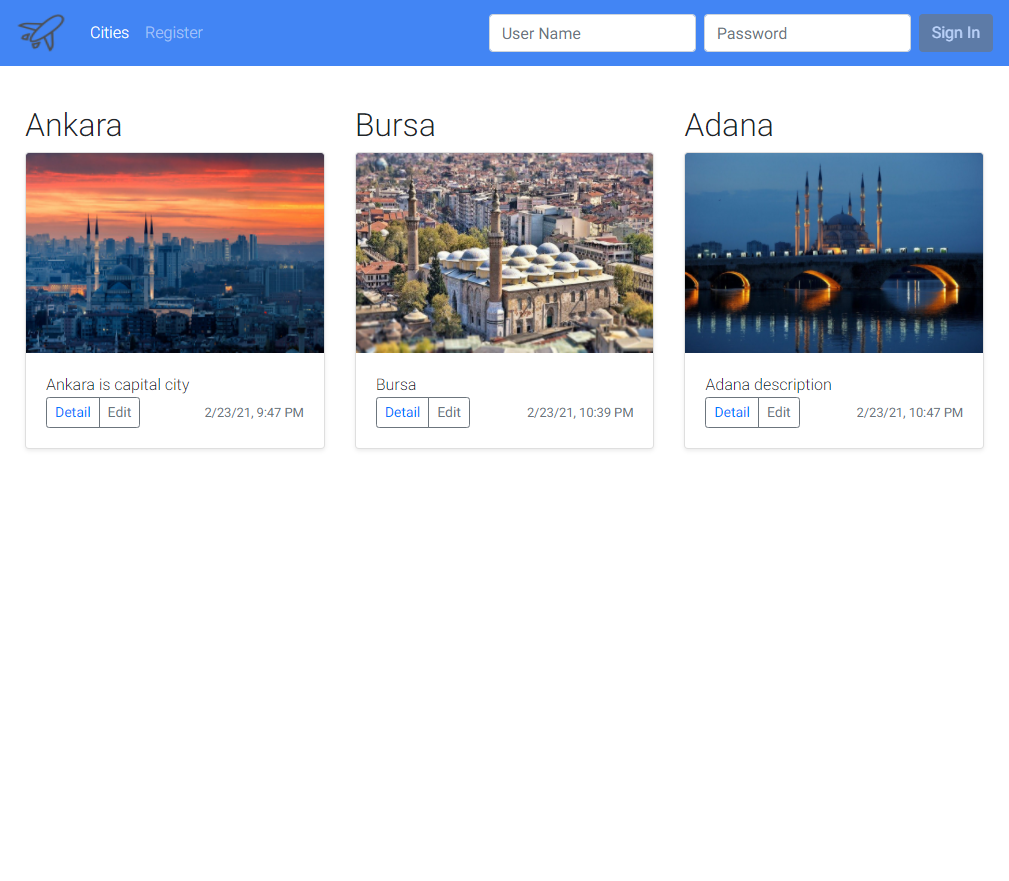 Cities Register User Name Password Sign In
Ankara
Bursa
Adana
Ankara is capital city
Detail Edit 2/23/21, 9:47 PM
Bursa
Detail Edit 2/23/21, 10:39 PM
Adana description
Detail Edit 2/23/21, 10:47 PM